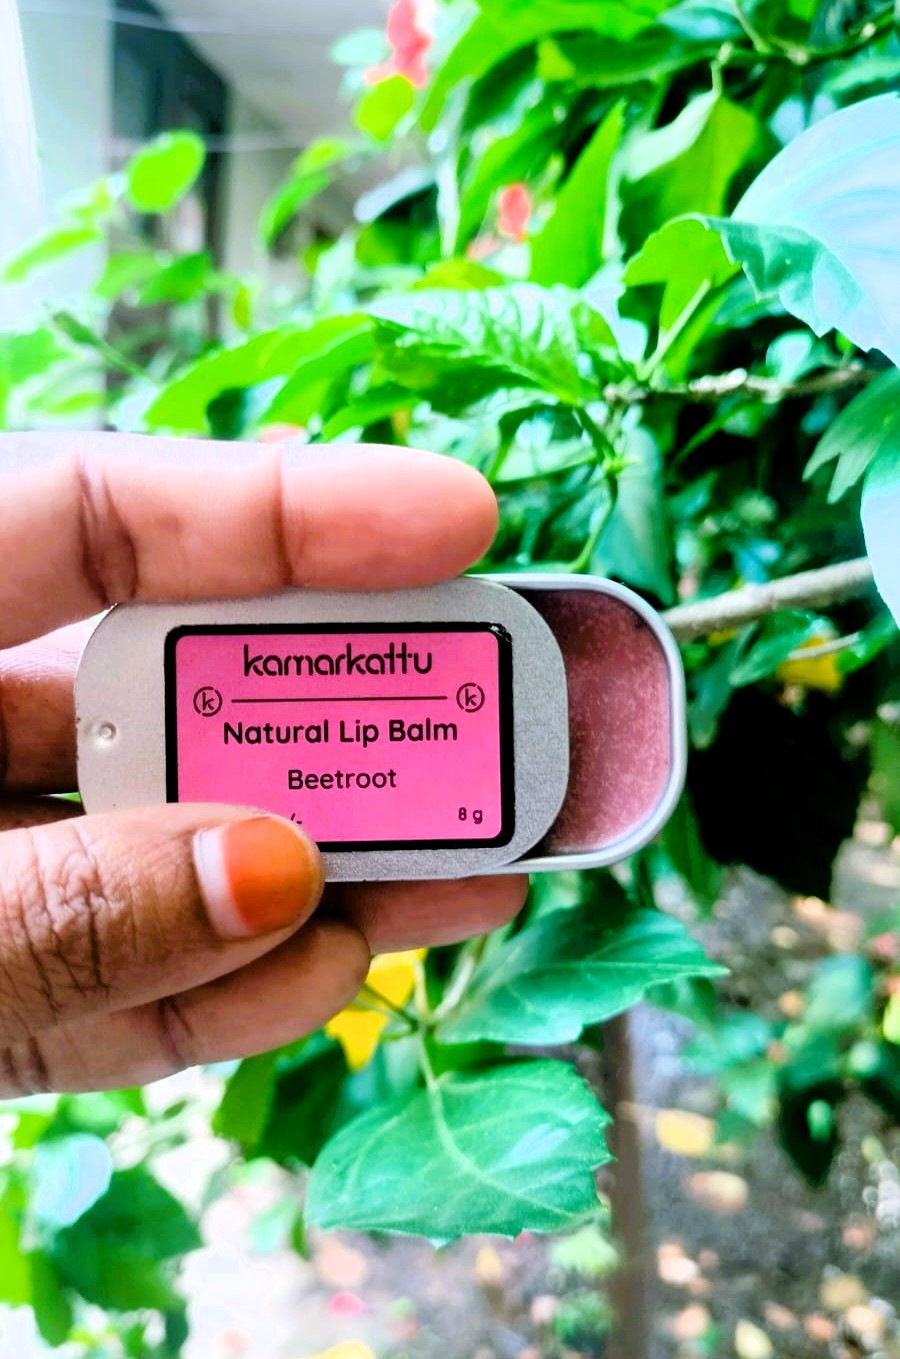 kamarkattu
k k
Natural Lip Balm
Beetroot
/- 8 g